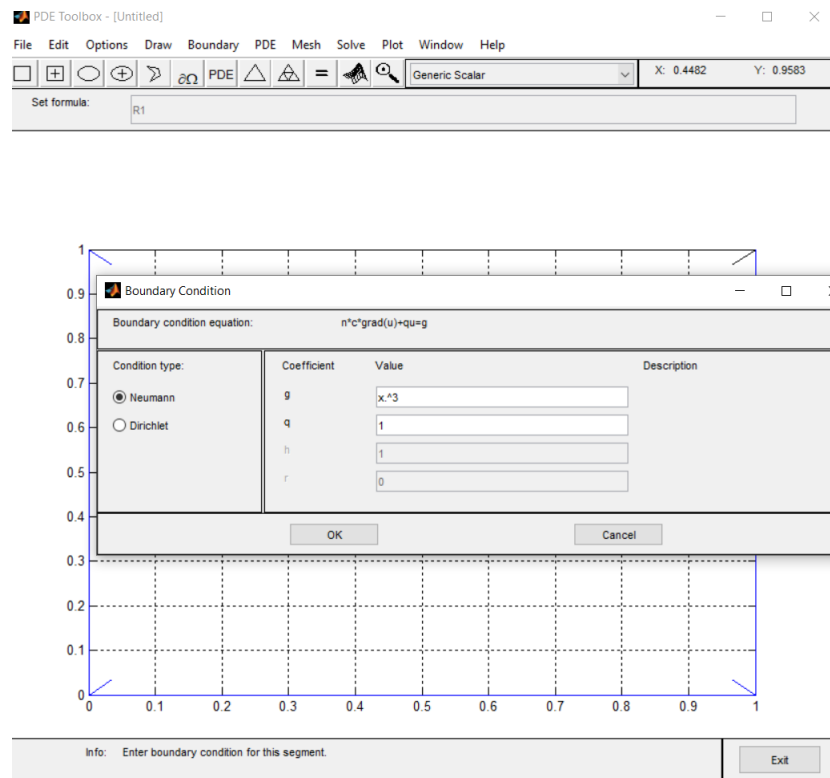 PDE Toolbox - [Untitled]
File Edit Options Draw Boundary PDE Mesh Solve Plot Window Help
∂Ω PDE = Generic Scalar X: 0.4482 Y: 0.9583
Set formula: R1
1
0.9
Boundary Condition
Boundary condition equation: n*c*grad(u)+qu=g
0.8
Condition type: Coefficient Value Description
0.7
Neumann g x.^3
0.6
Dirichlet q 1
h 1
0.5
r 0
0.4
OK Cancel
0.3
0.2
0.1
0
0 0.1 0.2 0.3 0.4 0.5 0.6 0.7 0.8 0.9 1
Info: Enter boundary condition for this segment.
Exit